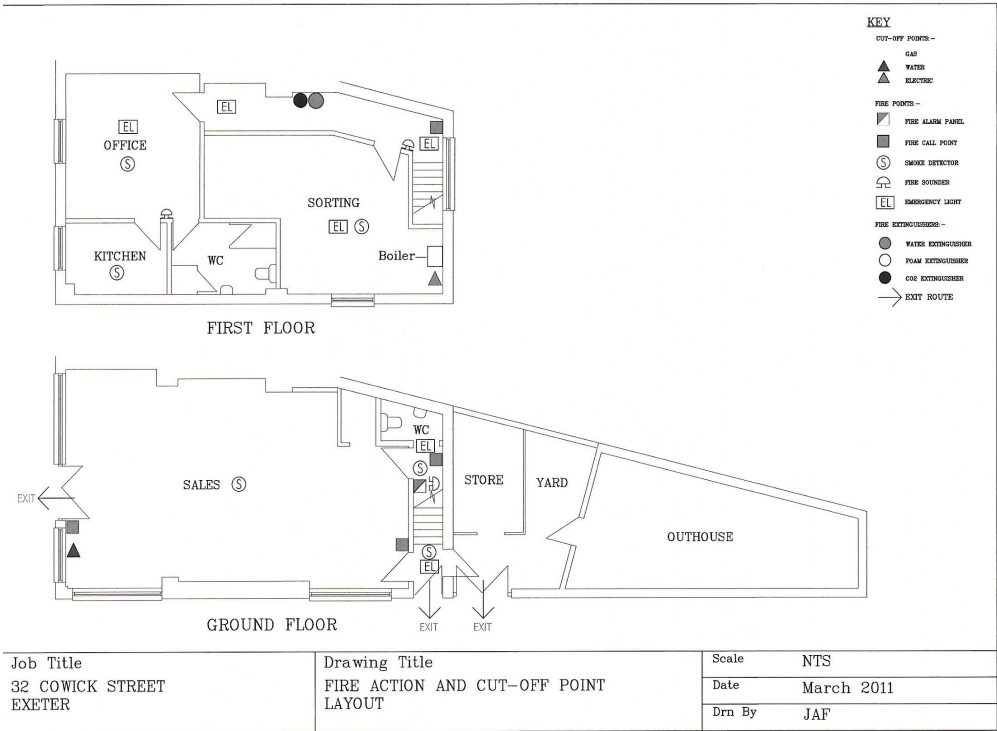 KEY
CUT-OFF POINTS:-
GAS
WATER
ELECTRIC
FIRE POINTS:-
FIRE ALARM PANEL
FIRE CALL POINT
S SMOKE DETECTOR
FIRE SOUNDER
EL EMERGENCY LIGHT
FIRE EXTINGUISHERS:-
WATER EXTINGUISHER
FOAM EXTINGUISHER
CO2 EXTINGUISHER
EXIT ROUTE
EL
EL
OFFICE
S
EL
SORTING
EL S
KITCHEN
S
WC
Boiler
FIRST FLOOR
WC
EL
S
SALES S
STORE
YARD
EXIT
OUTHOUSE
S
EL
GROUND FLOOR
EXIT
EXIT
Job Title
32 COWICK STREET
EXETER
Drawing Title
FIRE ACTION AND CUT-OFF POINT
LAYOUT
Scale NTS
Date March 2011
Drn By JAF